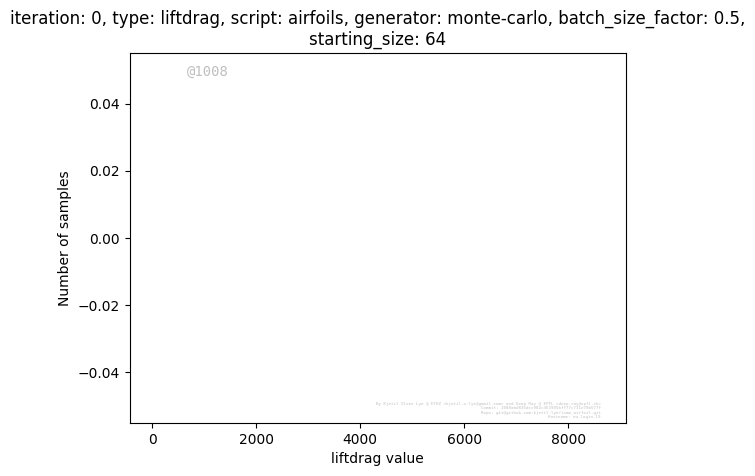 iteration: 0, type: liftdrag, script: airfoils, generator: monte-carlo, batch_size_factor: 0.5,
starting_size: 64
@1008
0.04
0.02
0.00
−0.02
−0.04
Number of samples
0 2000 4000 6000 8000
liftdrag value